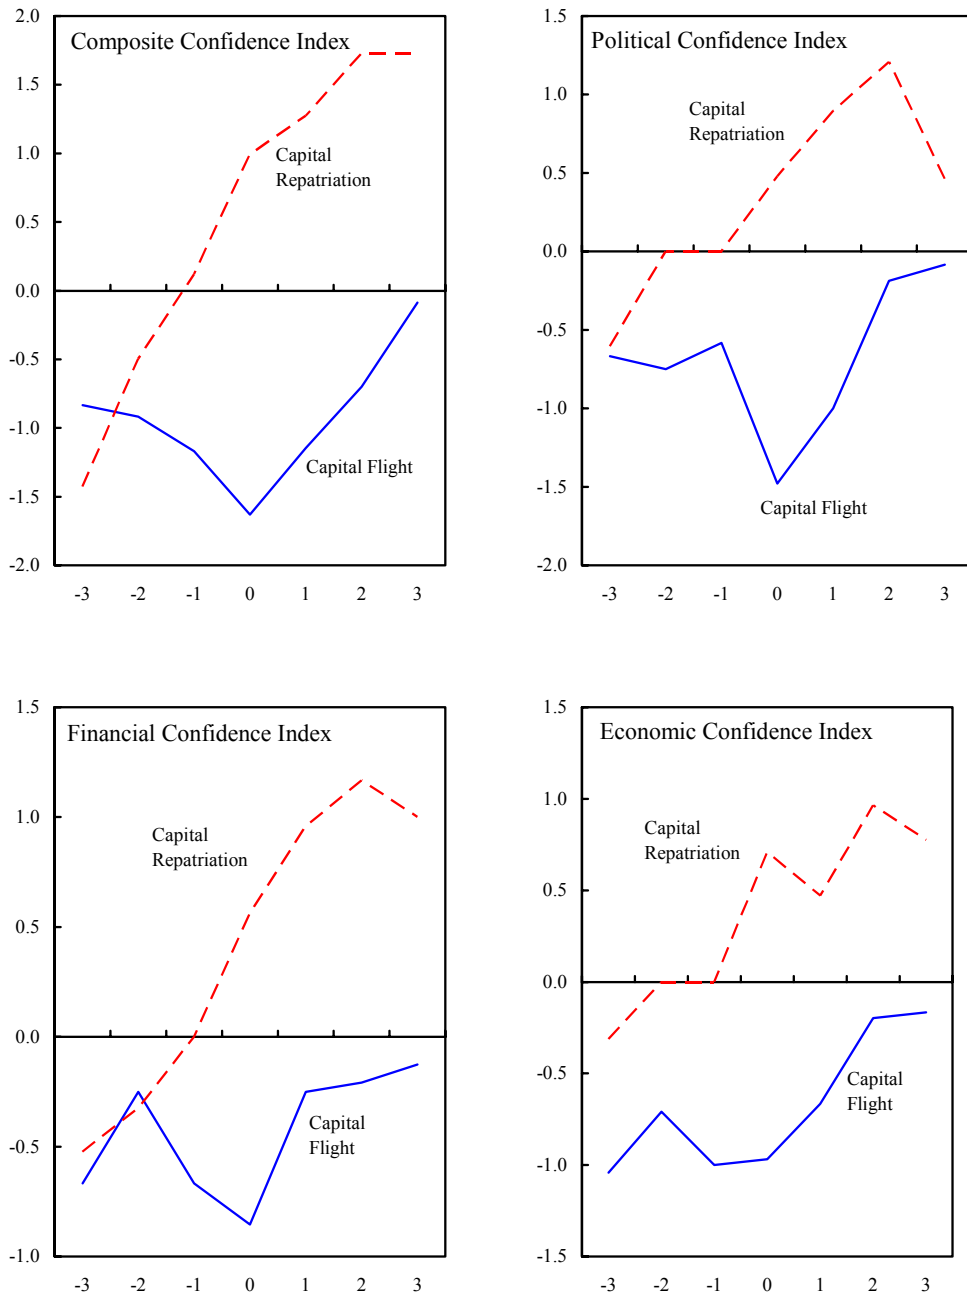 Composite Confidence Index
2.0
1.5
1.0
0.5
0.0
-0.5
-1.0
-1.5
-2.0
Capital
Repatriation
Capital Flight
-3 -2 -1 0 1 2 3
Political Confidence Index
1.5
1.0
0.5
0.0
-0.5
-1.0
-1.5
-2.0
Capital
Repatriation
Capital Flight
-3 -2 -1 0 1 2 3
Financial Confidence Index
1.5
1.0
0.5
0.0
-0.5
-1.0
Capital
Repatriation
Capital
Flight
-3 -2 -1 0 1 2 3
Economic Confidence Index
1.5
1.0
0.5
0.0
-0.5
-1.0
-1.5
Capital
Repatriation
Capital
Flight
-3 -2 -1 0 1 2 3